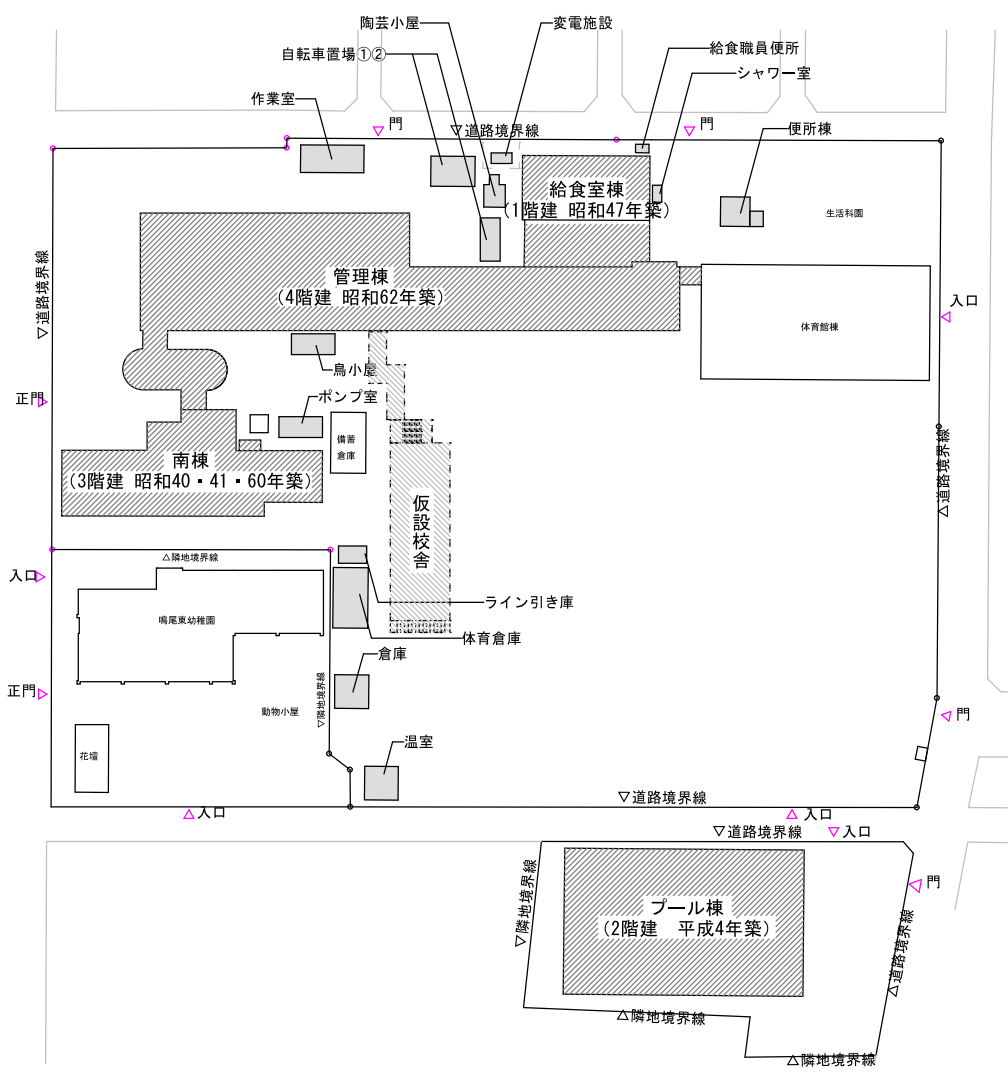 陶芸小屋
変電施設
自転車置場①②
給食職員便所
シャワー室
作業室
門
▽道路境界線
門
便所棟
給食室棟
(1階建 昭和47年築)
生活科園
▽道路境界線
管理棟
(4階建 昭和62年築)
入口
体育館棟
鳥小屋
正門
ポンプ室
備蓄
倉庫
南棟
(3階建 昭和40・41・60年築)
仮設校舎
△道路境界線
△隣地境界線
入口
ライン引き庫
鳴尾東幼稚園
体育倉庫
倉庫
正門
▽隣地境界線
動物小屋
門
花壇
温室
▽道路境界線
入口
入口
▽道路境界線
入口
▽隣地境界線
門
プール棟
(2階建 平成4年築)
△道路境界線
△隣地境界線
△隣地境界線